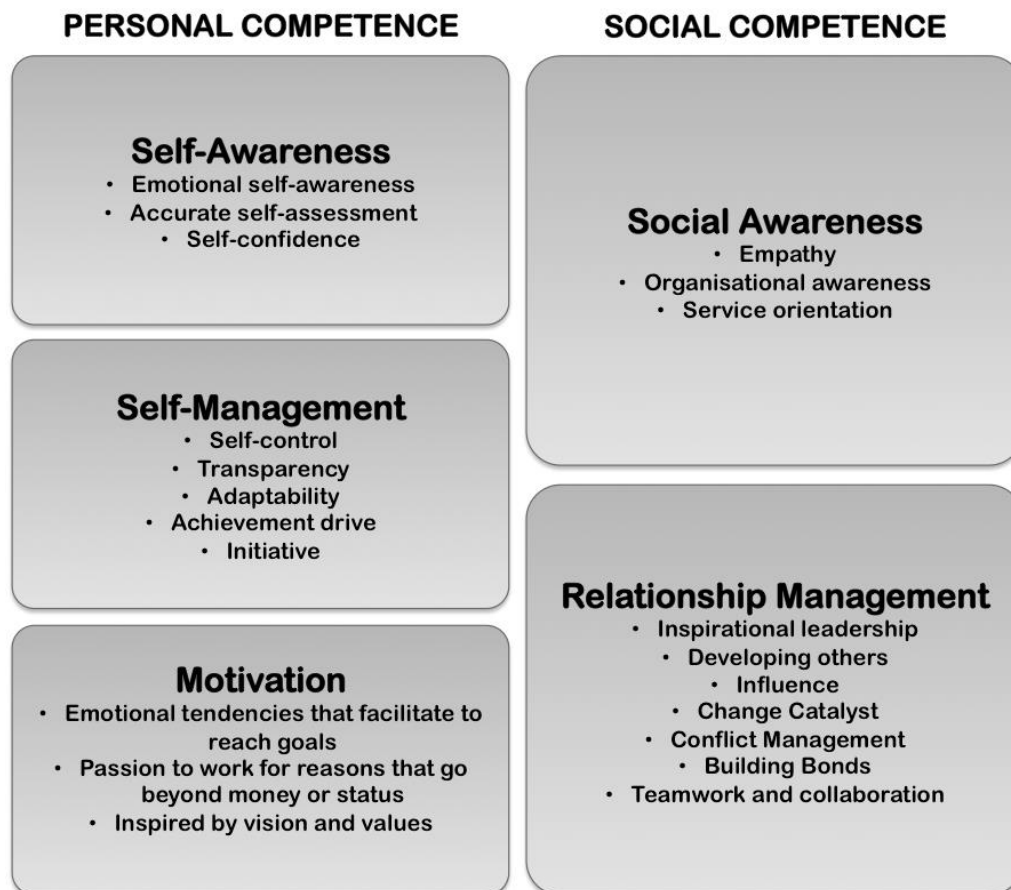 PERSONAL COMPETENCE
Self-Awareness
• Emotional self-awareness
• Accurate self-assessment
• Self-confidence
Self-Management
• Self-control
• Transparency
• Adaptability
• Achievement drive
• Initiative
Motivation
• Emotional tendencies that facilitate to
reach goals
• Passion to work for reasons that go
beyond money or status
• Inspired by vision and values
SOCIAL COMPETENCE
Social Awareness
• Empathy
• Organisational awareness
• Service orientation
Relationship Management
• Inspirational leadership
• Developing others
• Influence
• Change Catalyst
• Conflict Management
• Building Bonds
• Teamwork and collaboration